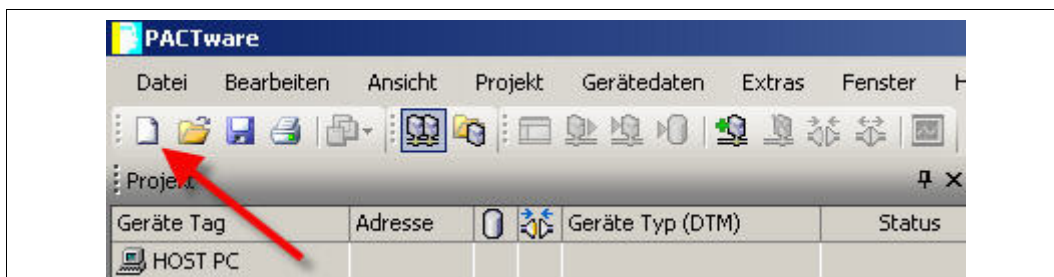 PACTware
Datei Bearbeiten Ansicht Projekt Gerätedaten Extras Fenster H
Projekt
Geräte Tag Adresse Geräte Typ (DTM) Status
HOST PC